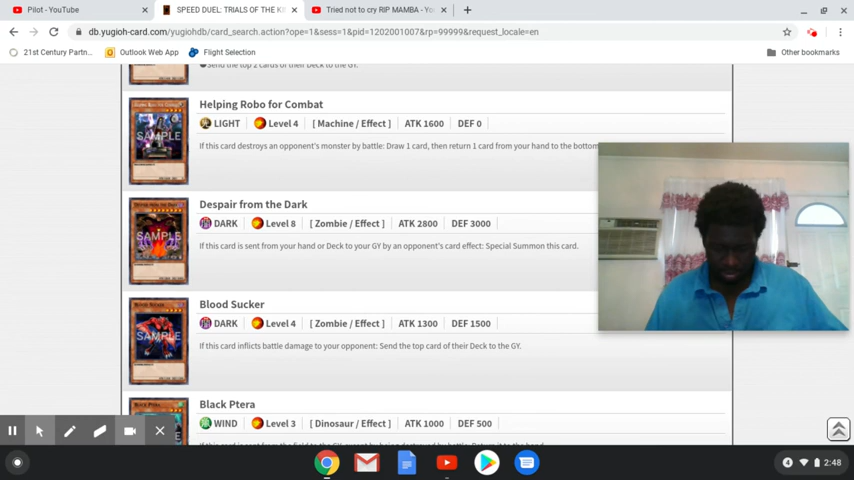 Pilot - YouTube
SPEED DUEL: TRIALS OF THE KI
Tried not to cry RIP MAMBA - Yo
db.yugioh-card.com/yugiohdb/card_search.action?ope=1&sess=1&pid=1202001007&rp=99999&request_locale=en
21st Century Partn...
Outlook Web App
Flight Selection
Other bookmarks
Send the top 2 cards of their Deck to the GY.
Helping Robo for Combat
LIGHT Level 4 [ Machine / Effect ] ATK 1600 DEF 0
If this card destroys an opponent's monster by battle: Draw 1 card, then return 1 card from your hand to the bottom
SAMPLE
Despair from the Dark
DARK Level 8 [ Zombie / Effect ] ATK 2800 DEF 3000
If this card is sent from your hand or Deck to your GY by an opponent's card effect: Special Summon this card.
SAMPLE
Blood Sucker
DARK Level 4 [ Zombie / Effect ] ATK 1300 DEF 1500
If this card inflicts battle damage to your opponent: Send the top card of their Deck to the GY.
SAMPLE
Black Ptera
WIND Level 3 [ Dinosaur / Effect ] ATK 1000 DEF 500
4 2:48